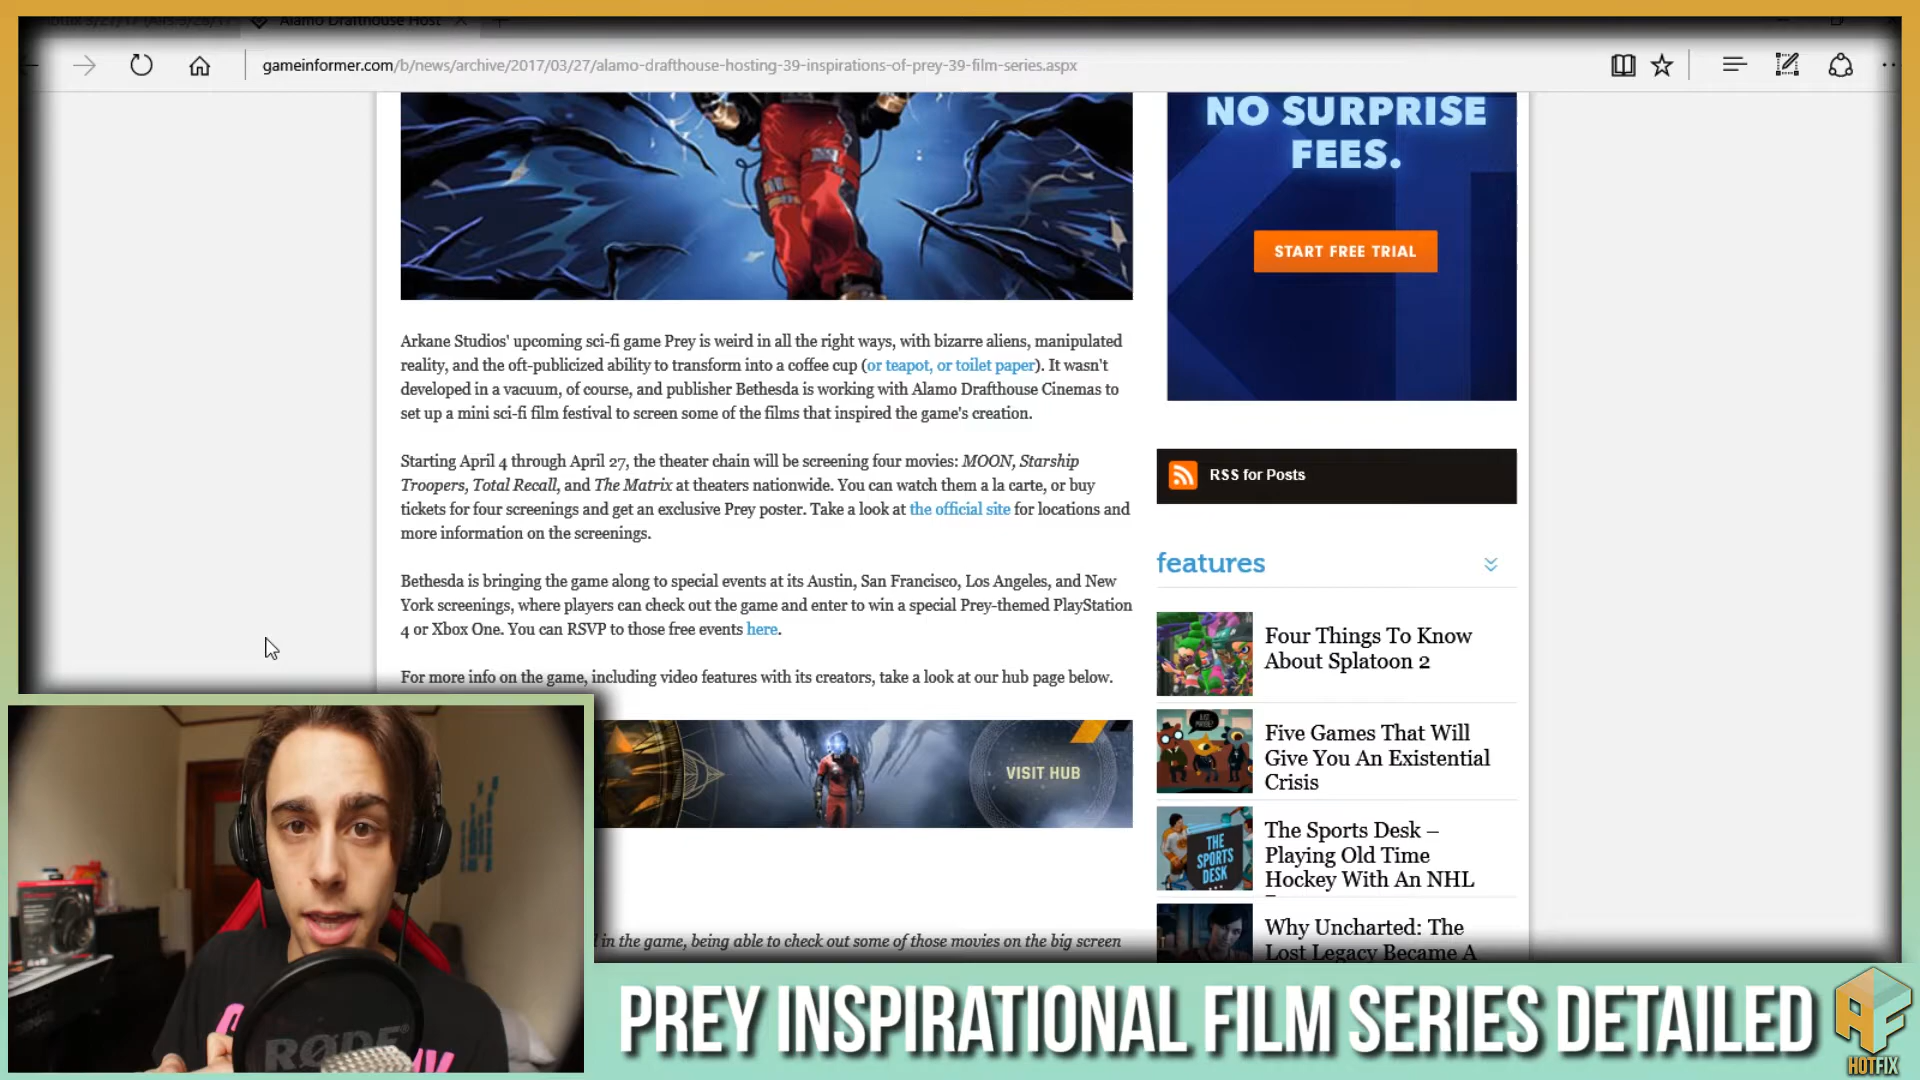 Alamo Drafthouse Host
gameinformer.com/b/news/archive/2017/03/27/alamo-drafthouse-hosting-39-inspirations-of-prey-39-film-series.aspx
NO SURPRISE
FEES.
START FREE TRIAL
Arkane Studios' upcoming sci-fi game Prey is weird in all the right ways, with bizarre aliens, manipulated
reality, and the oft-publicized ability to transform into a coffee cup (or teapot, or toilet paper). It wasn't
developed in a vacuum, of course, and publisher Bethesda is working with Alamo Drafthouse Cinemas to
set up a mini sci-fi film festival to screen some of the films that inspired the game's creation.
Starting April 4 through April 27, the theater chain will be screening four movies: MOON, Starship
Troopers, Total Recall, and The Matrix at theaters nationwide. You can watch them a la carte, or buy
tickets for four screenings and get an exclusive Prey poster. Take a look at the official site for locations and
more information on the screenings.
Bethesda is bringing the game along to special events at its Austin, San Francisco, Los Angeles, and New
York screenings, where players can check out the game and enter to win a special Prey-themed PlayStation
4 or Xbox One. You can RSVP to those free events here.
For more info on the game, including video features with its creators, take a look at our hub page below.
VISIT HUB
in the game, being able to check out some of those movies on the big screen
RSS for Posts
features
Four Things To Know
About Splatoon 2
Five Games That Will
Give You An Existential
Crisis
THE
SPORTS
DESK
The Sports Desk –
Playing Old Time
Hockey With An NHL
Why Uncharted: The
Lost Legacy Became A
RØDE
PREY INSPIRATIONAL FILM SERIES DETAILED
AF
HOTFIX